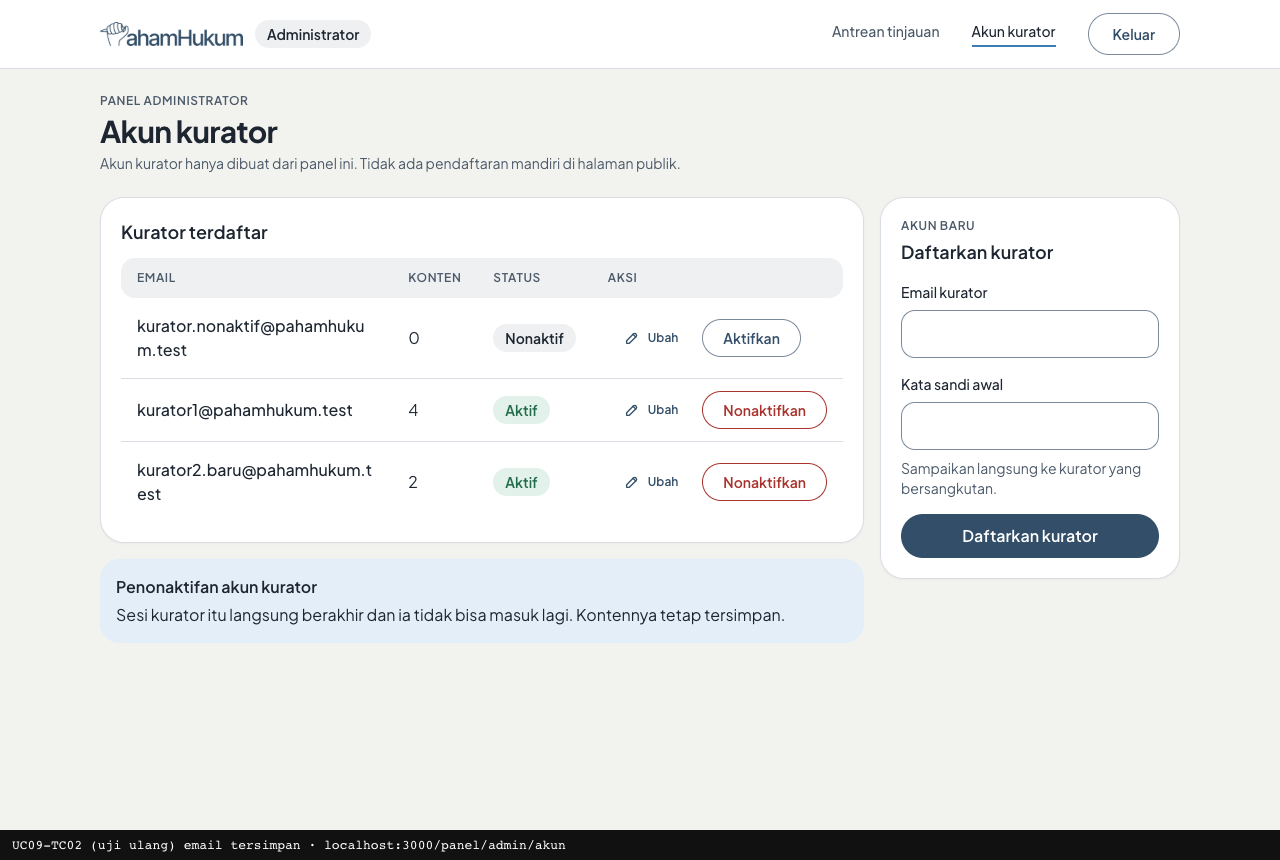 ahamHukum
Administrator
Antrean tinjauan
Akun kurator
Keluar
PANEL ADMINISTRATOR
Akun kurator
Akun kurator hanya dibuat dari panel ini. Tidak ada pendaftaran mandiri di halaman publik.
Kurator terdaftar
EMAIL KONTEN STATUS AKSI
kurator.nonaktif@pahamhuku
m.test
0 Nonaktif Ubah Aktifkan
kurator1@pahamhukum.test 4 Aktif Ubah Nonaktifkan
kurator2.baru@pahamhukum.t
est
2 Aktif Ubah Nonaktifkan
Penonaktifan akun kurator
Sesi kurator itu langsung berakhir dan ia tidak bisa masuk lagi. Kontennya tetap tersimpan.
AKUN BARU
Daftarkan kurator
Email kurator
Kata sandi awal
Sampaikan langsung ke kurator yang
bersangkutan.
Daftarkan kurator
UC09-TC02 (uji ulang) email tersimpan · localhost:3000/panel/admin/akun